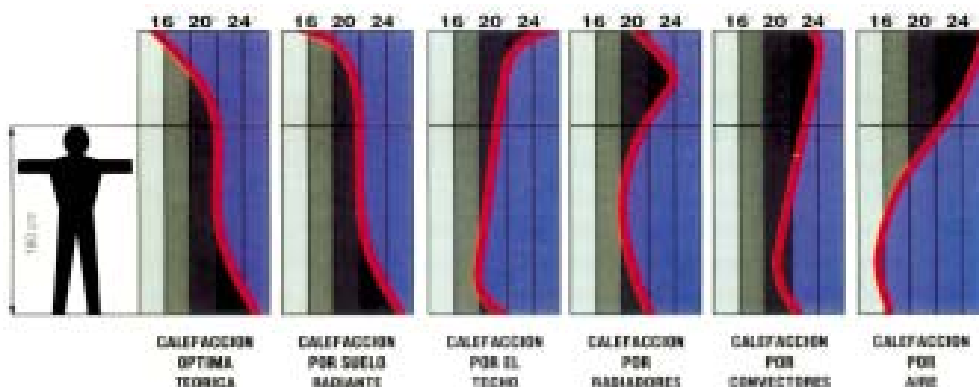 16 20 24 16 20 24 16 20 24 16 20 24 16 20 24 16 20 24
CALEFACCION
OPTIMA
TEORICA
CALEFACCION
POR SUELO
RADIANTE
CALEFACCION
POR EL
TECHO
CALEFACCION
POR
RADIADORES
CALEFACCION
POR
CONVECTORES
CALEFACCION
POR
AIRE